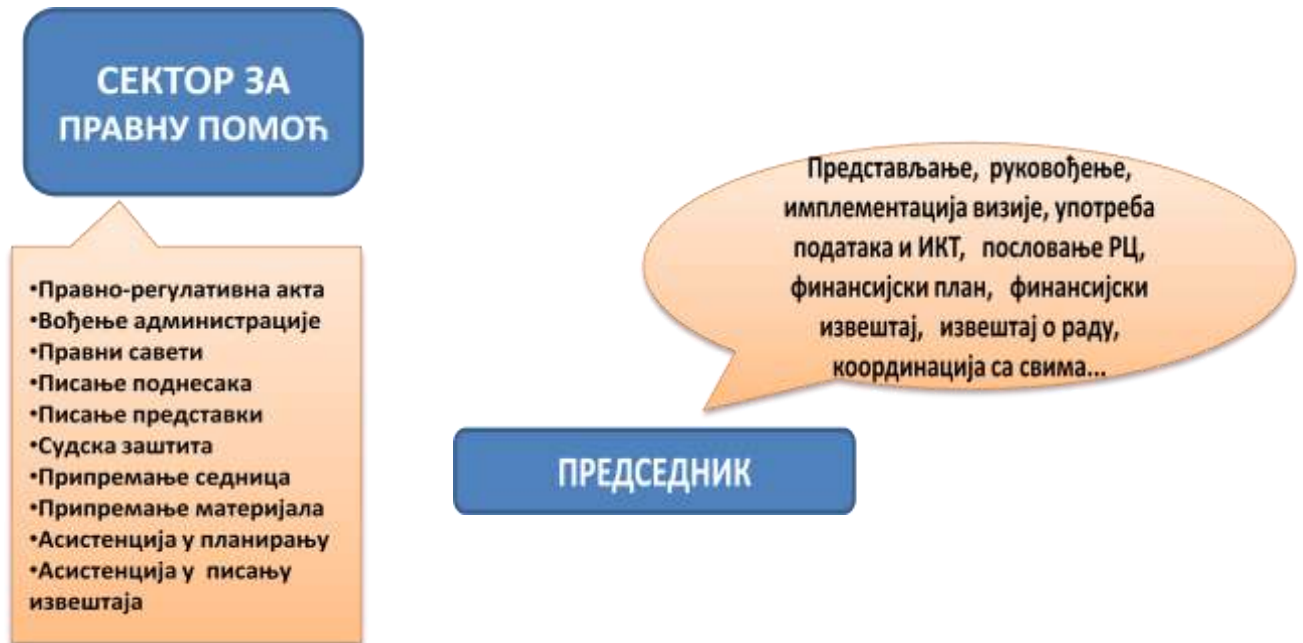 СЕКТОР ЗА
ПРАВНУ ПОМОЋ
•Правно-регулативна акта
•Вођење администрације
•Правни савети
•Писање поднесака
•Писање представки
•Судска заштита
•Припремање седница
•Припремање материјала
•Асистенција у планирању
•Асистенција у писању
извештаја
Представљање, руковођење,
имплементација визије, употреба
података и ИКТ, пословање РЦ,
финансијски план, финансијски
извештај, извештај о раду,
координација са свима...
ПРЕДСЕДНИК